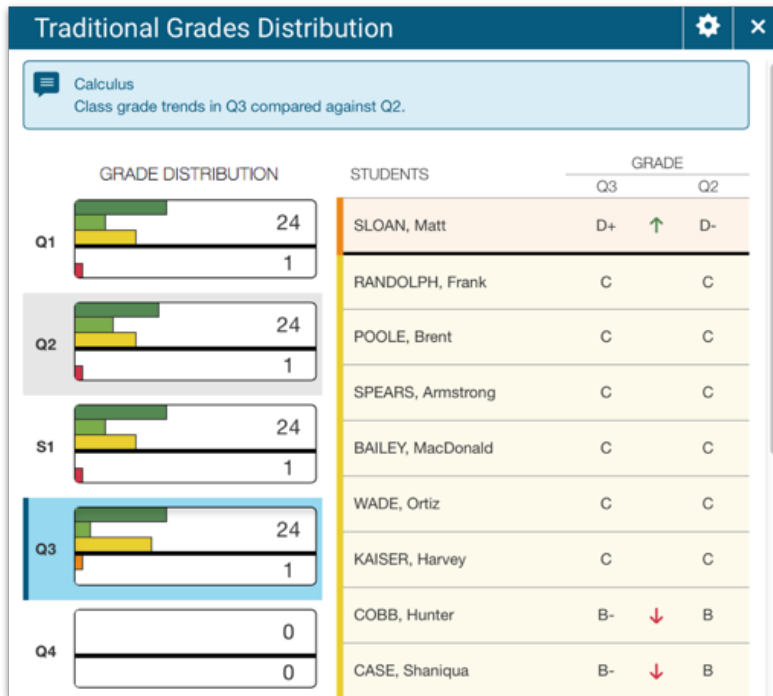 Traditional Grades Distribution
Calculus
Class grade trends in Q3 compared against Q2.
GRADE DISTRIBUTION
Q1 24
1
Q2 24
1
S1 24
1
Q3 24
1
Q4 0
0
STUDENTS GRADE
Q3 Q2
SLOAN, Matt D+ ↑ D-
RANDOLPH, Frank C C
POOLE, Brent C C
SPEARS, Armstrong C C
BAILEY, MacDonald C C
WADE, Ortiz C C
KAISER, Harvey C C
COBB, Hunter B- ↓ B
CASE, Shaniqua B- ↓ B